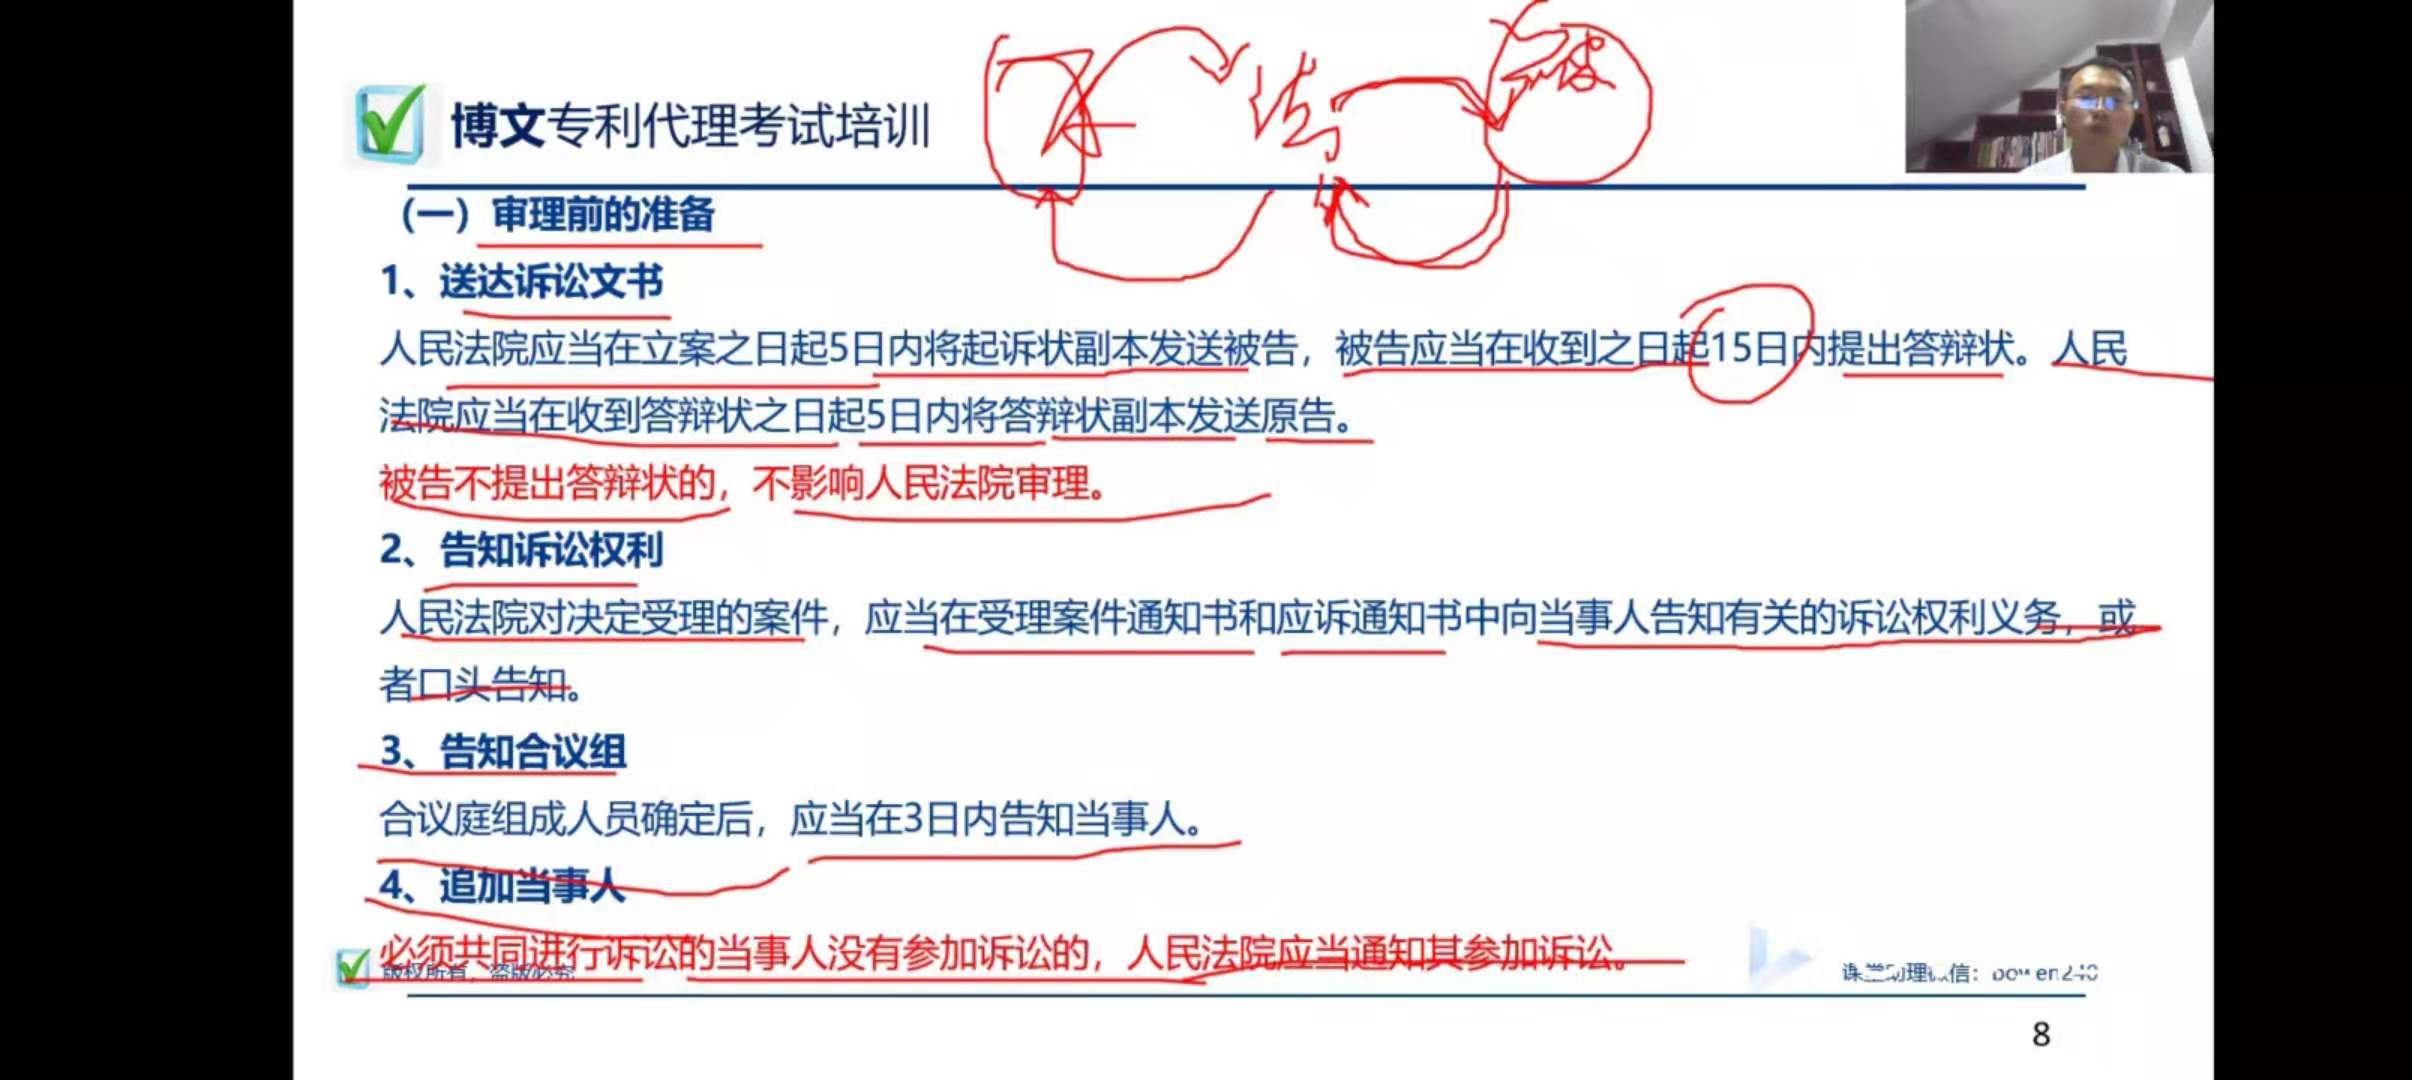 博文专利代理考试培训
（一）审理前的准备
1、送达诉讼文书
人民法院应当在立案之日起5日内将起诉状副本发送被告，被告应当在收到之日起15日内提出答辩状。人民
法院应当在收到答辩状之日起5日内将答辩状副本发送原告。
被告不提出答辩状的，不影响人民法院审理。
2、告知诉讼权利
人民法院对决定受理的案件，应当在受理案件通知书和应诉通知书中向当事人告知有关的诉讼权利义务，或
者口头告知。
3、告知合议组
合议庭组成人员确定后，应当在3日内告知当事人。
4、追加当事人
必须共同进行诉讼的当事人没有参加诉讼的，人民法院应当通知其参加诉讼。
版权所有，盗版必究
课堂助理微信：bowen240
8